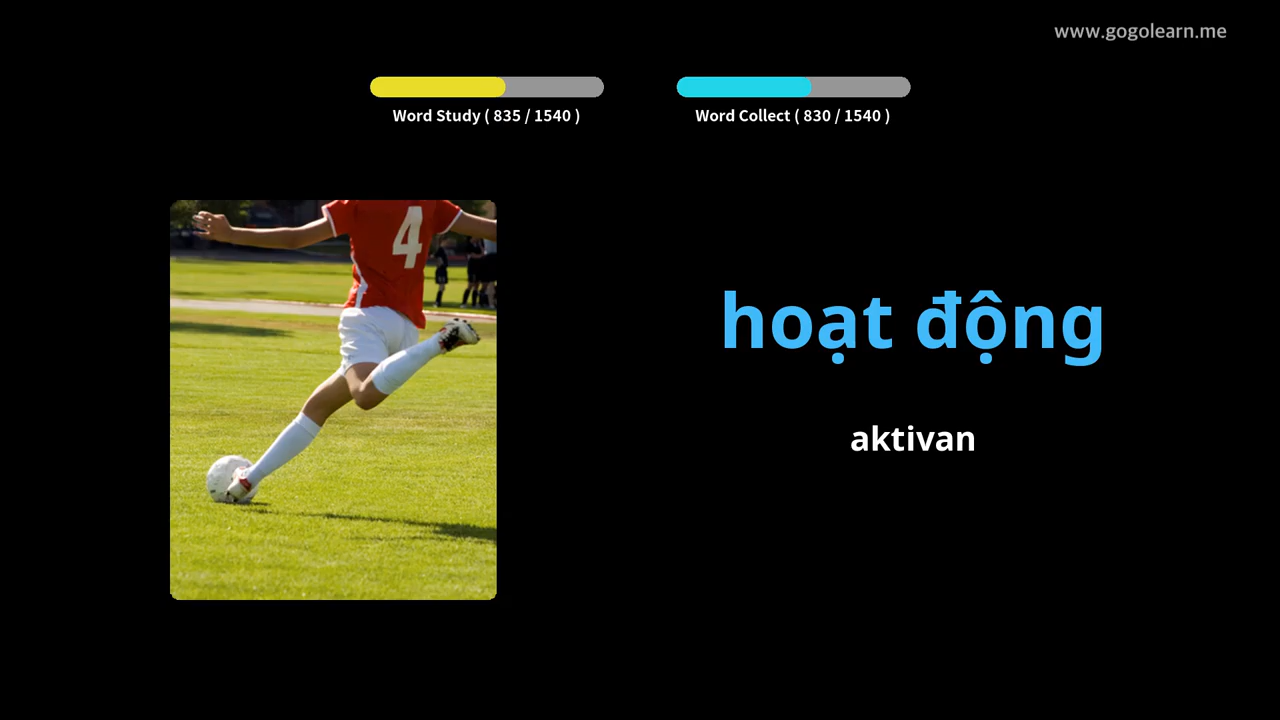 www.gogolearn.me
Word Study ( 835 / 1540 )
Word Collect ( 830 / 1540 )
4
hoạt động
aktivan